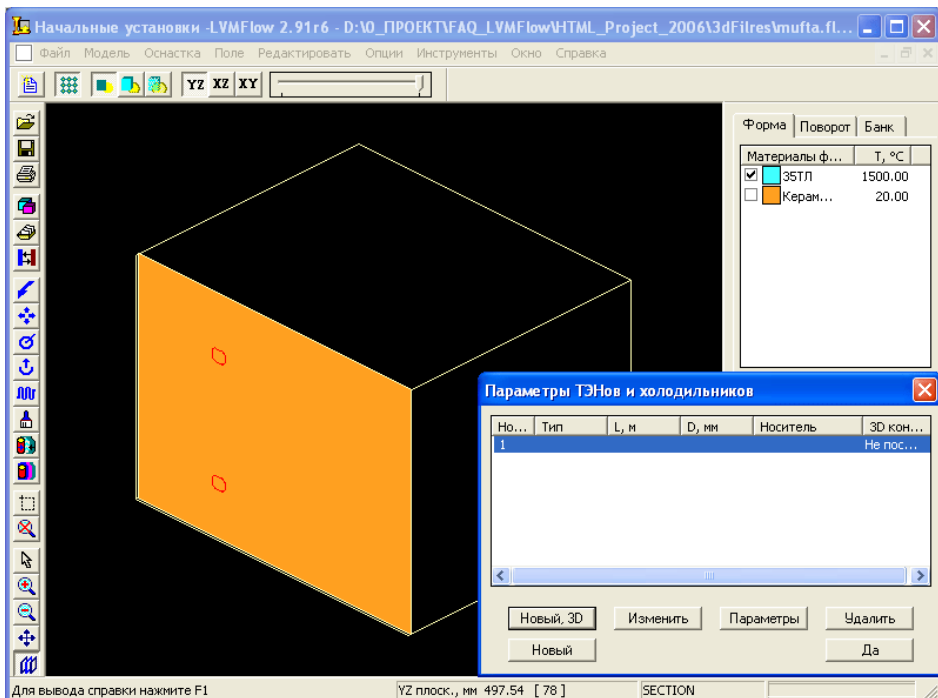 Начальные установки -LVMFlow 2.91r6 - D:\0_ПРОЕКТ\FAQ_LVMFlow\HTML_Project_2006\3dFilres\mufta.fl...
Файл Модель Оснастка Поле Редактировать Опции Инструменты Окно Справка
YZ XZ XY
Форма Поворот Банк
Материалы ф... T, °C
35ТЛ 1500.00
Керам... 20.00
Параметры ТЭНов и холодильников
Но... Тип L, м D, мм Носитель 3D кон...
1 Не пос...
Новый, 3D Изменить Параметры Удалить
Новый Да
Для вывода справки нажмите F1 YZ плоск., мм 497.54 [ 78 ] SECTION